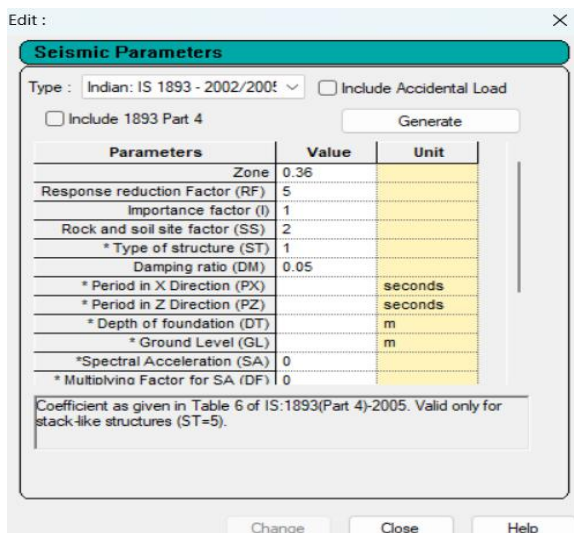 Edit :
Seismic Parameters
Type : Indian: IS 1893 - 2002/2005 Include Accidental Load
Include 1893 Part 4 Generate
Parameters Value Unit
Zone 0.36
Response reduction Factor (RF) 5
Importance factor (I) 1
Rock and soil site factor (SS) 2
* Type of structure (ST) 1
Damping ratio (DM) 0.05
* Period in X Direction (PX) seconds
* Period in Z Direction (PZ) seconds
* Depth of foundation (DT) m
* Ground Level (GL) m
*Spectral Acceleration (SA) 0
* Multiplying Factor for SA (DF) 0
Coefficient as given in Table 6 of IS:1893(Part 4)-2005. Valid only for
stack-like structures (ST=5).
Change Close Help